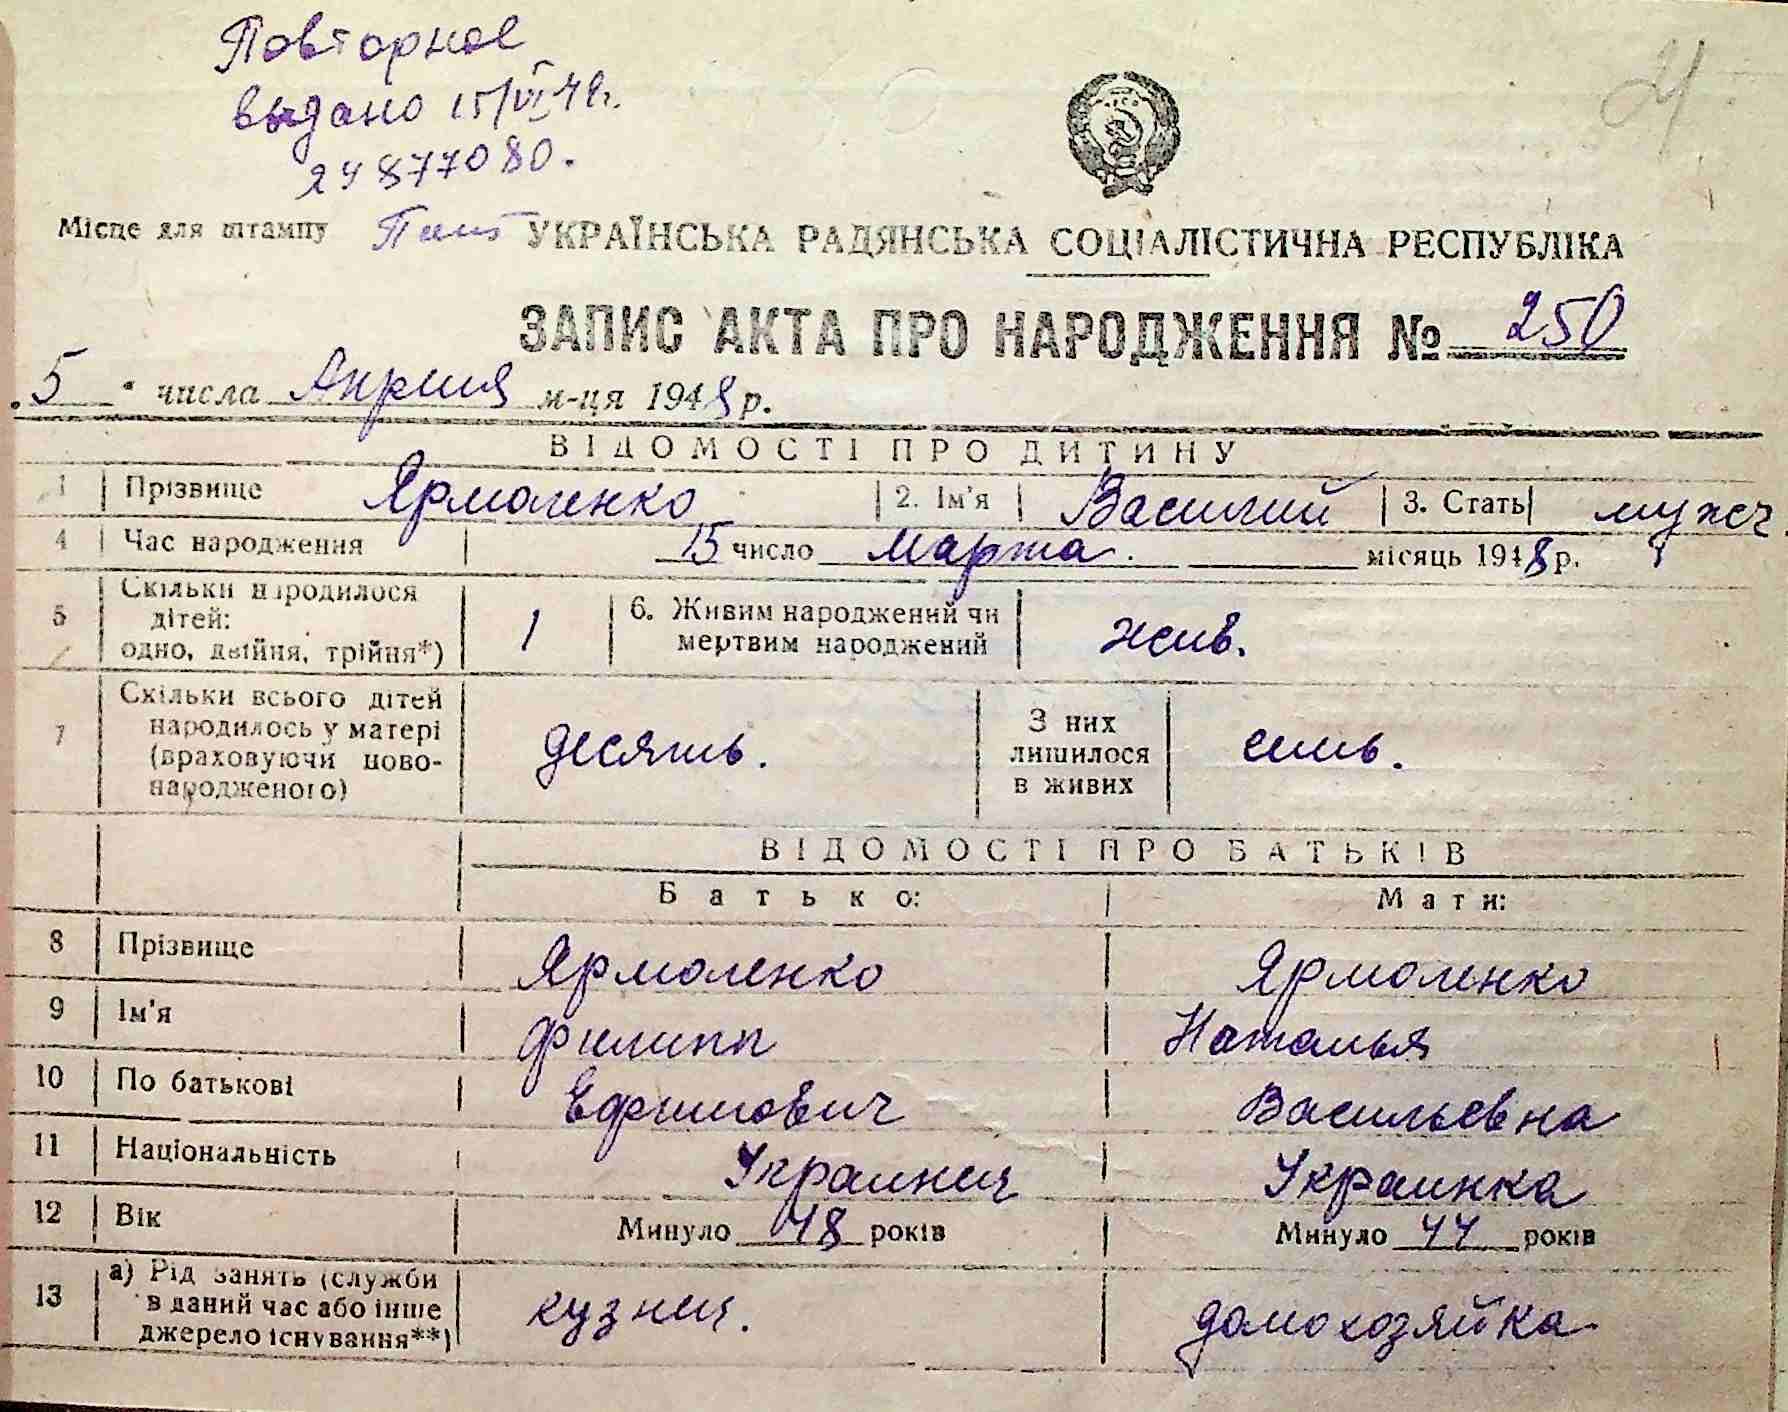 Повторное
выдано 15/VI 48г.
24877080.
21
Місце для штампу
УКРАЇНСЬКА РАДЯНСЬКА СОЦІАЛІСТИЧНА РЕСПУБЛІКА
ЗАПИС АКТА ПРО НАРОДЖЕННЯ № 250
5 числа Апреля м-ця 1948 р.
ВІДОМОСТІ ПРО ДИТИНУ
1 Прізвище Ярмоленко 2. Ім'я Василий 3. Стать мужч
4 Час народження 15 число Марта. місяць 1948 р.
5 Скільки народилося дітей: одно, двійня, трійня*) 1 6. Живим народжений чи мертвим народжений жив.
7 Скільки всього дітей народилось у матері (враховуючи новонародженого) десять. З них лишилося в живих семь.
ВІДОМОСТІ ПРО БАТЬКІВ
Батько: Мати:
8 Прізвище Ярмоленко Ярмоленко
9 Ім'я Филипп Наталья
10 По батькові Ефимович Васильевна
11 Національність Украинец Украинка
12 Вік Минуло 48 років Минуло 44 років
13 а) Рід занять (служби в даний час або інше джерело існування**) кузнец. домохозяйка